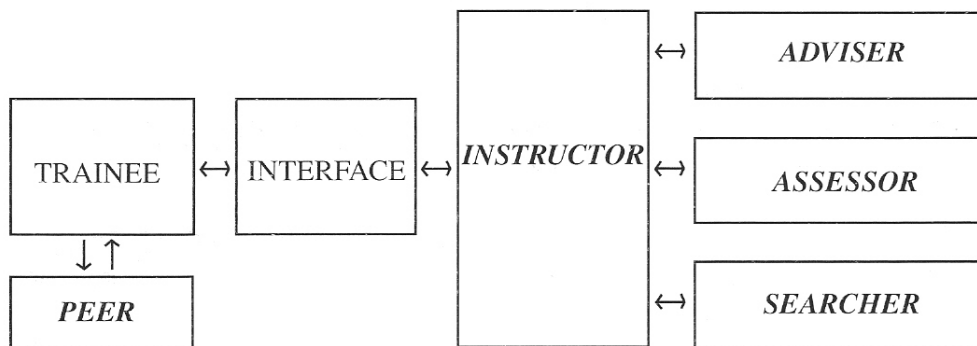 ADVISER
TRAINEE
INTERFACE
INSTRUCTOR
ASSESSOR
PEER
SEARCHER